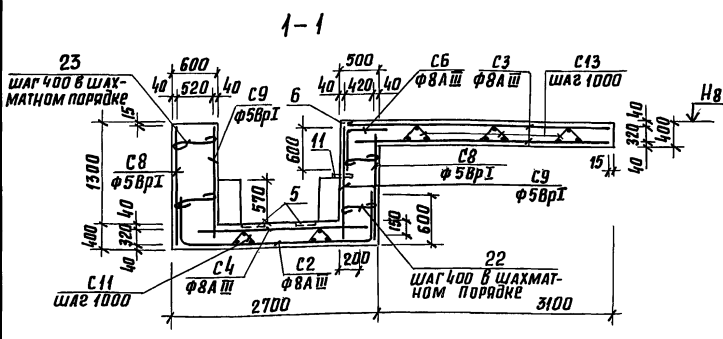 1-1
23
ШАГ 400 В ШАХ-
МАТНОМ ПОРЯДКЕ
600
40
520
40
С9
Ф5ВрI
15
1300
С8
Ф5ВрI
40
320
400
40
570
5
С11
ШАГ 1000
С4
Ф8АIII
С2
Ф8АIII
2700
500
40
420
40
6
600
11
С6
Ф8АIII
С3
Ф8АIII
С13
ШАГ 1000
Н8
40
320
400
40
15
С8
Ф5ВрI
С9
Ф5ВрI
150
600
200
22
ШАГ 400 В ШАХМАТ-
НОМ ПОРЯДКЕ
3100